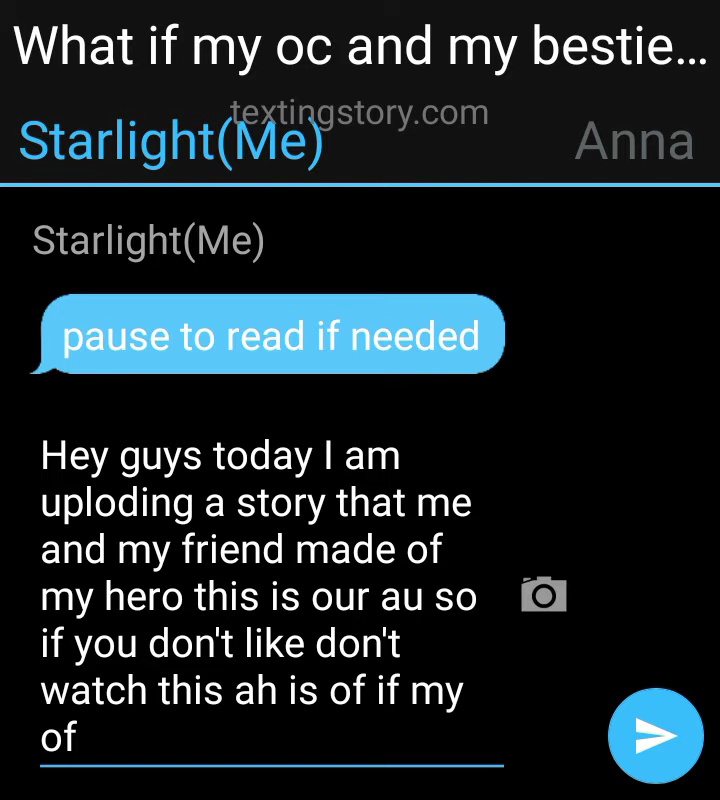 What if my oc and my bestie...
textingstory.com
Starlight(Me) Anna
Starlight(Me)
pause to read if needed
Hey guys today I am
uploding a story that me
and my friend made of
my hero this is our au so
if you don't like don't
watch this ah is of if my
of